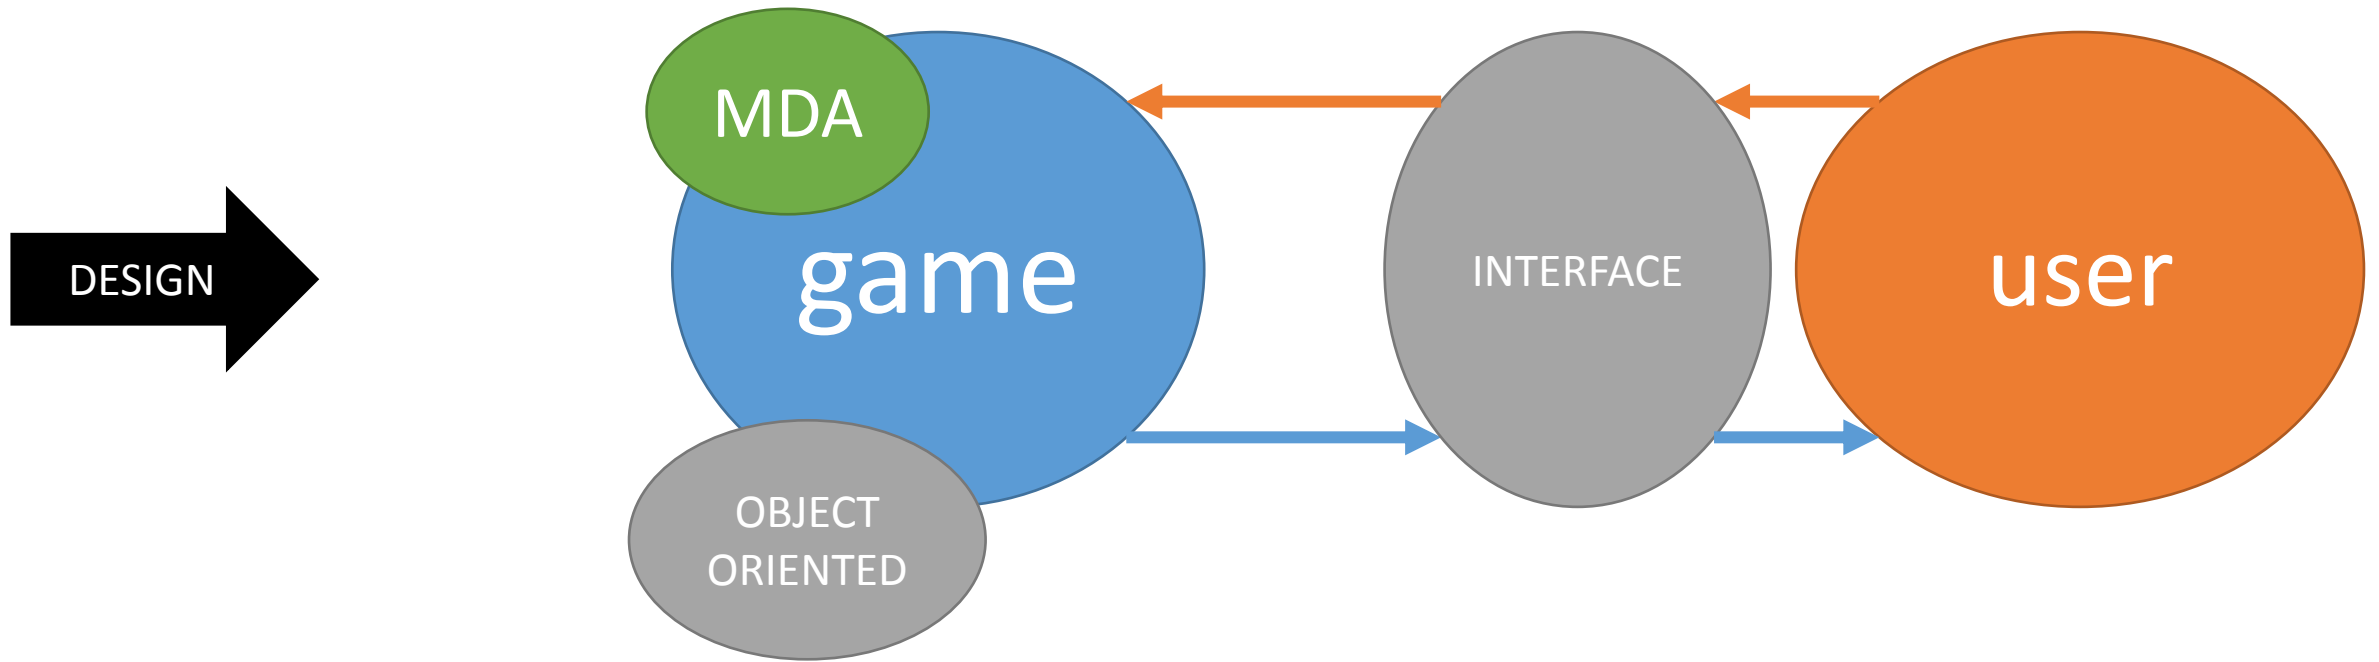 DESIGN
MDA
game
OBJECT
ORIENTED
INTERFACE
user